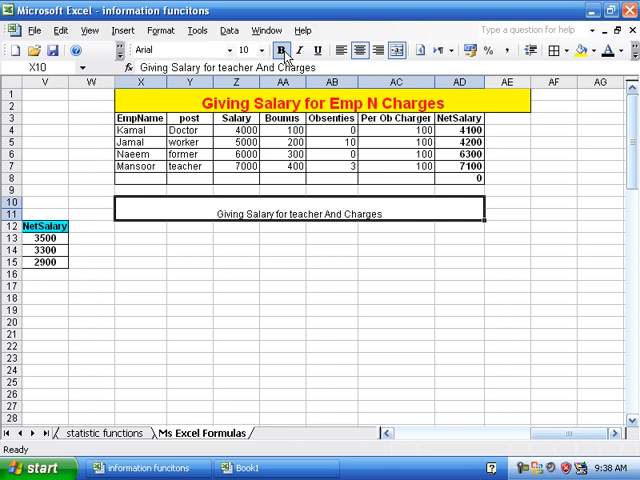 Microsoft Excel - information funcitons
File Edit View Insert Format Tools Data Window Help Type a question for help
Arial 10 B I U % ,
X10 fx Giving Salary for teacher And Charges
V W X Y Z AA AB AC AD AE AF AG
1 Giving Salary for Emp N Charges
2
3 EmpName post Salary Bounus Obsenties Per Ob Charger NetSalary
4 Kamal Doctor 4000 100 0 100 4100
5 Jamal worker 5000 200 10 100 4200
6 Naeem former 6000 300 0 100 6300
7 Mansoor teacher 7000 400 3 100 7100
8 0
9
10 Giving Salary for teacher And Charges
11
12 NetSalary
13 3500
14 3300
15 2900
16
17
18
19
20
21
22
23
24
25
26
27
28
statistic functions Ms Excel Formulas
Ready
start information funcitons Book1 9:38 AM